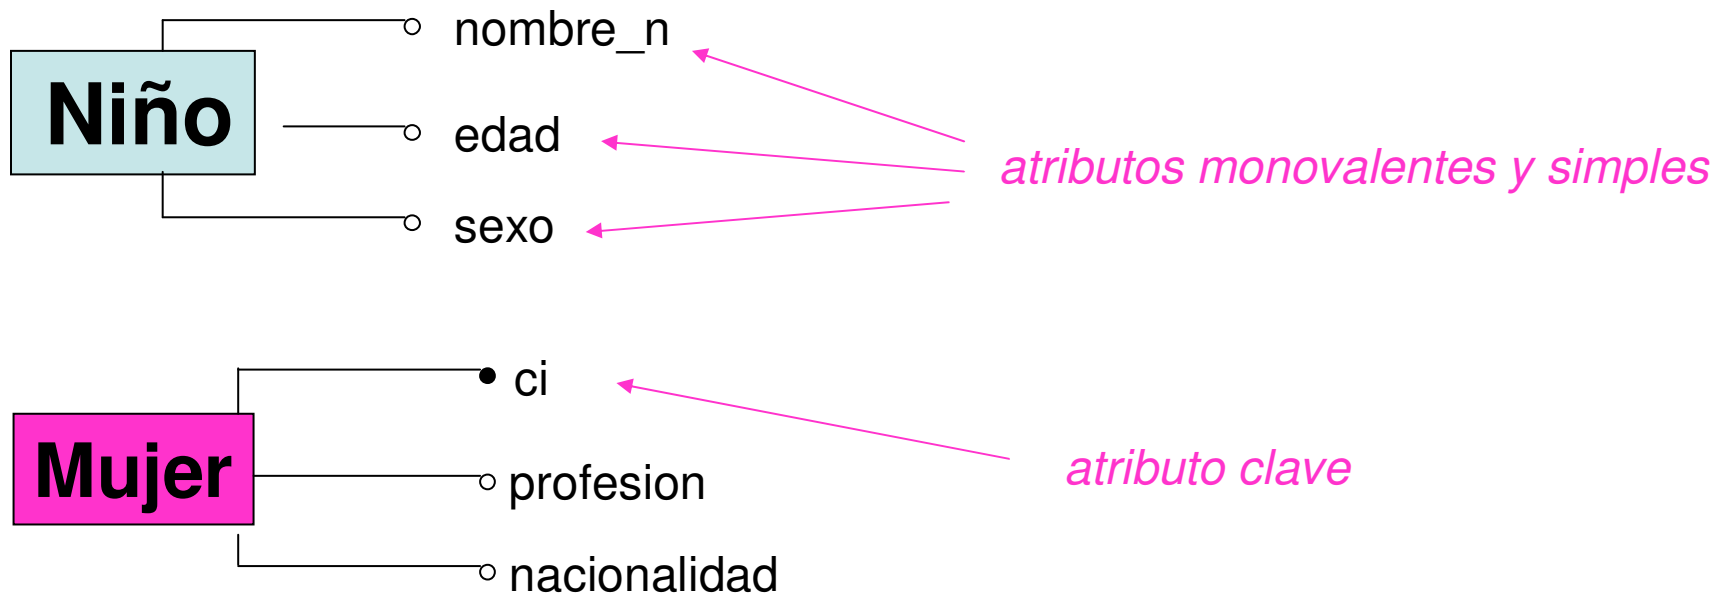 nombre_n
Niño
edad
atributos monovalentes y simples
sexo
ci
Mujer
profesion
atributo clave
nacionalidad